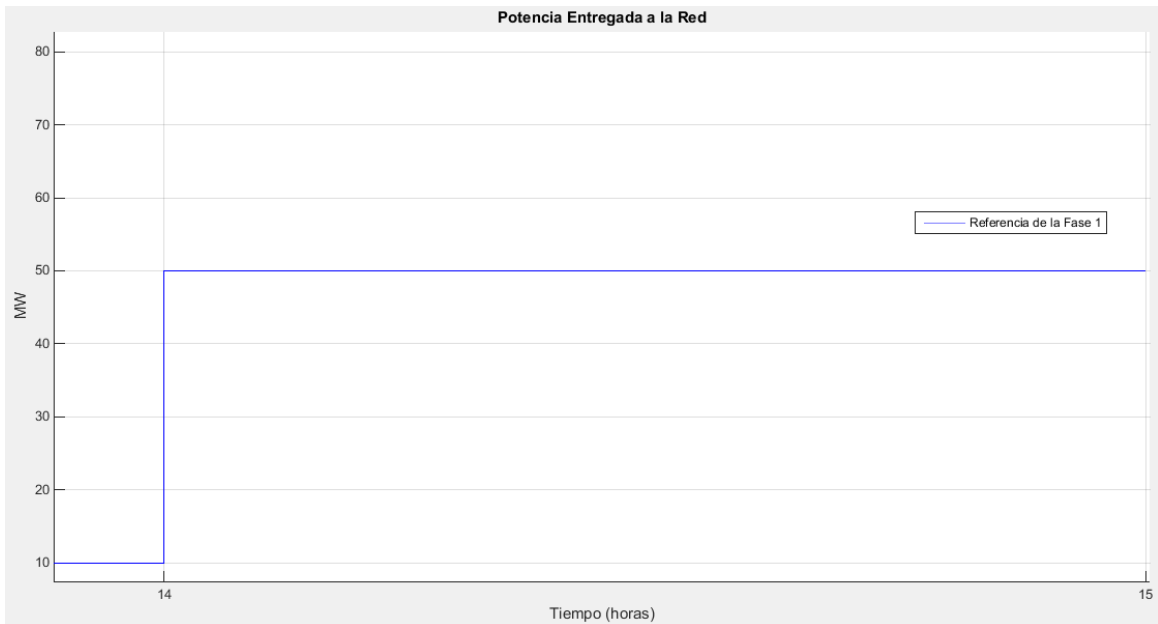 Potencia Entregada a la Red
80
70
60
Referencia de la Fase 1
50
MW
40
30
20
10
14
15
Tiempo (horas)